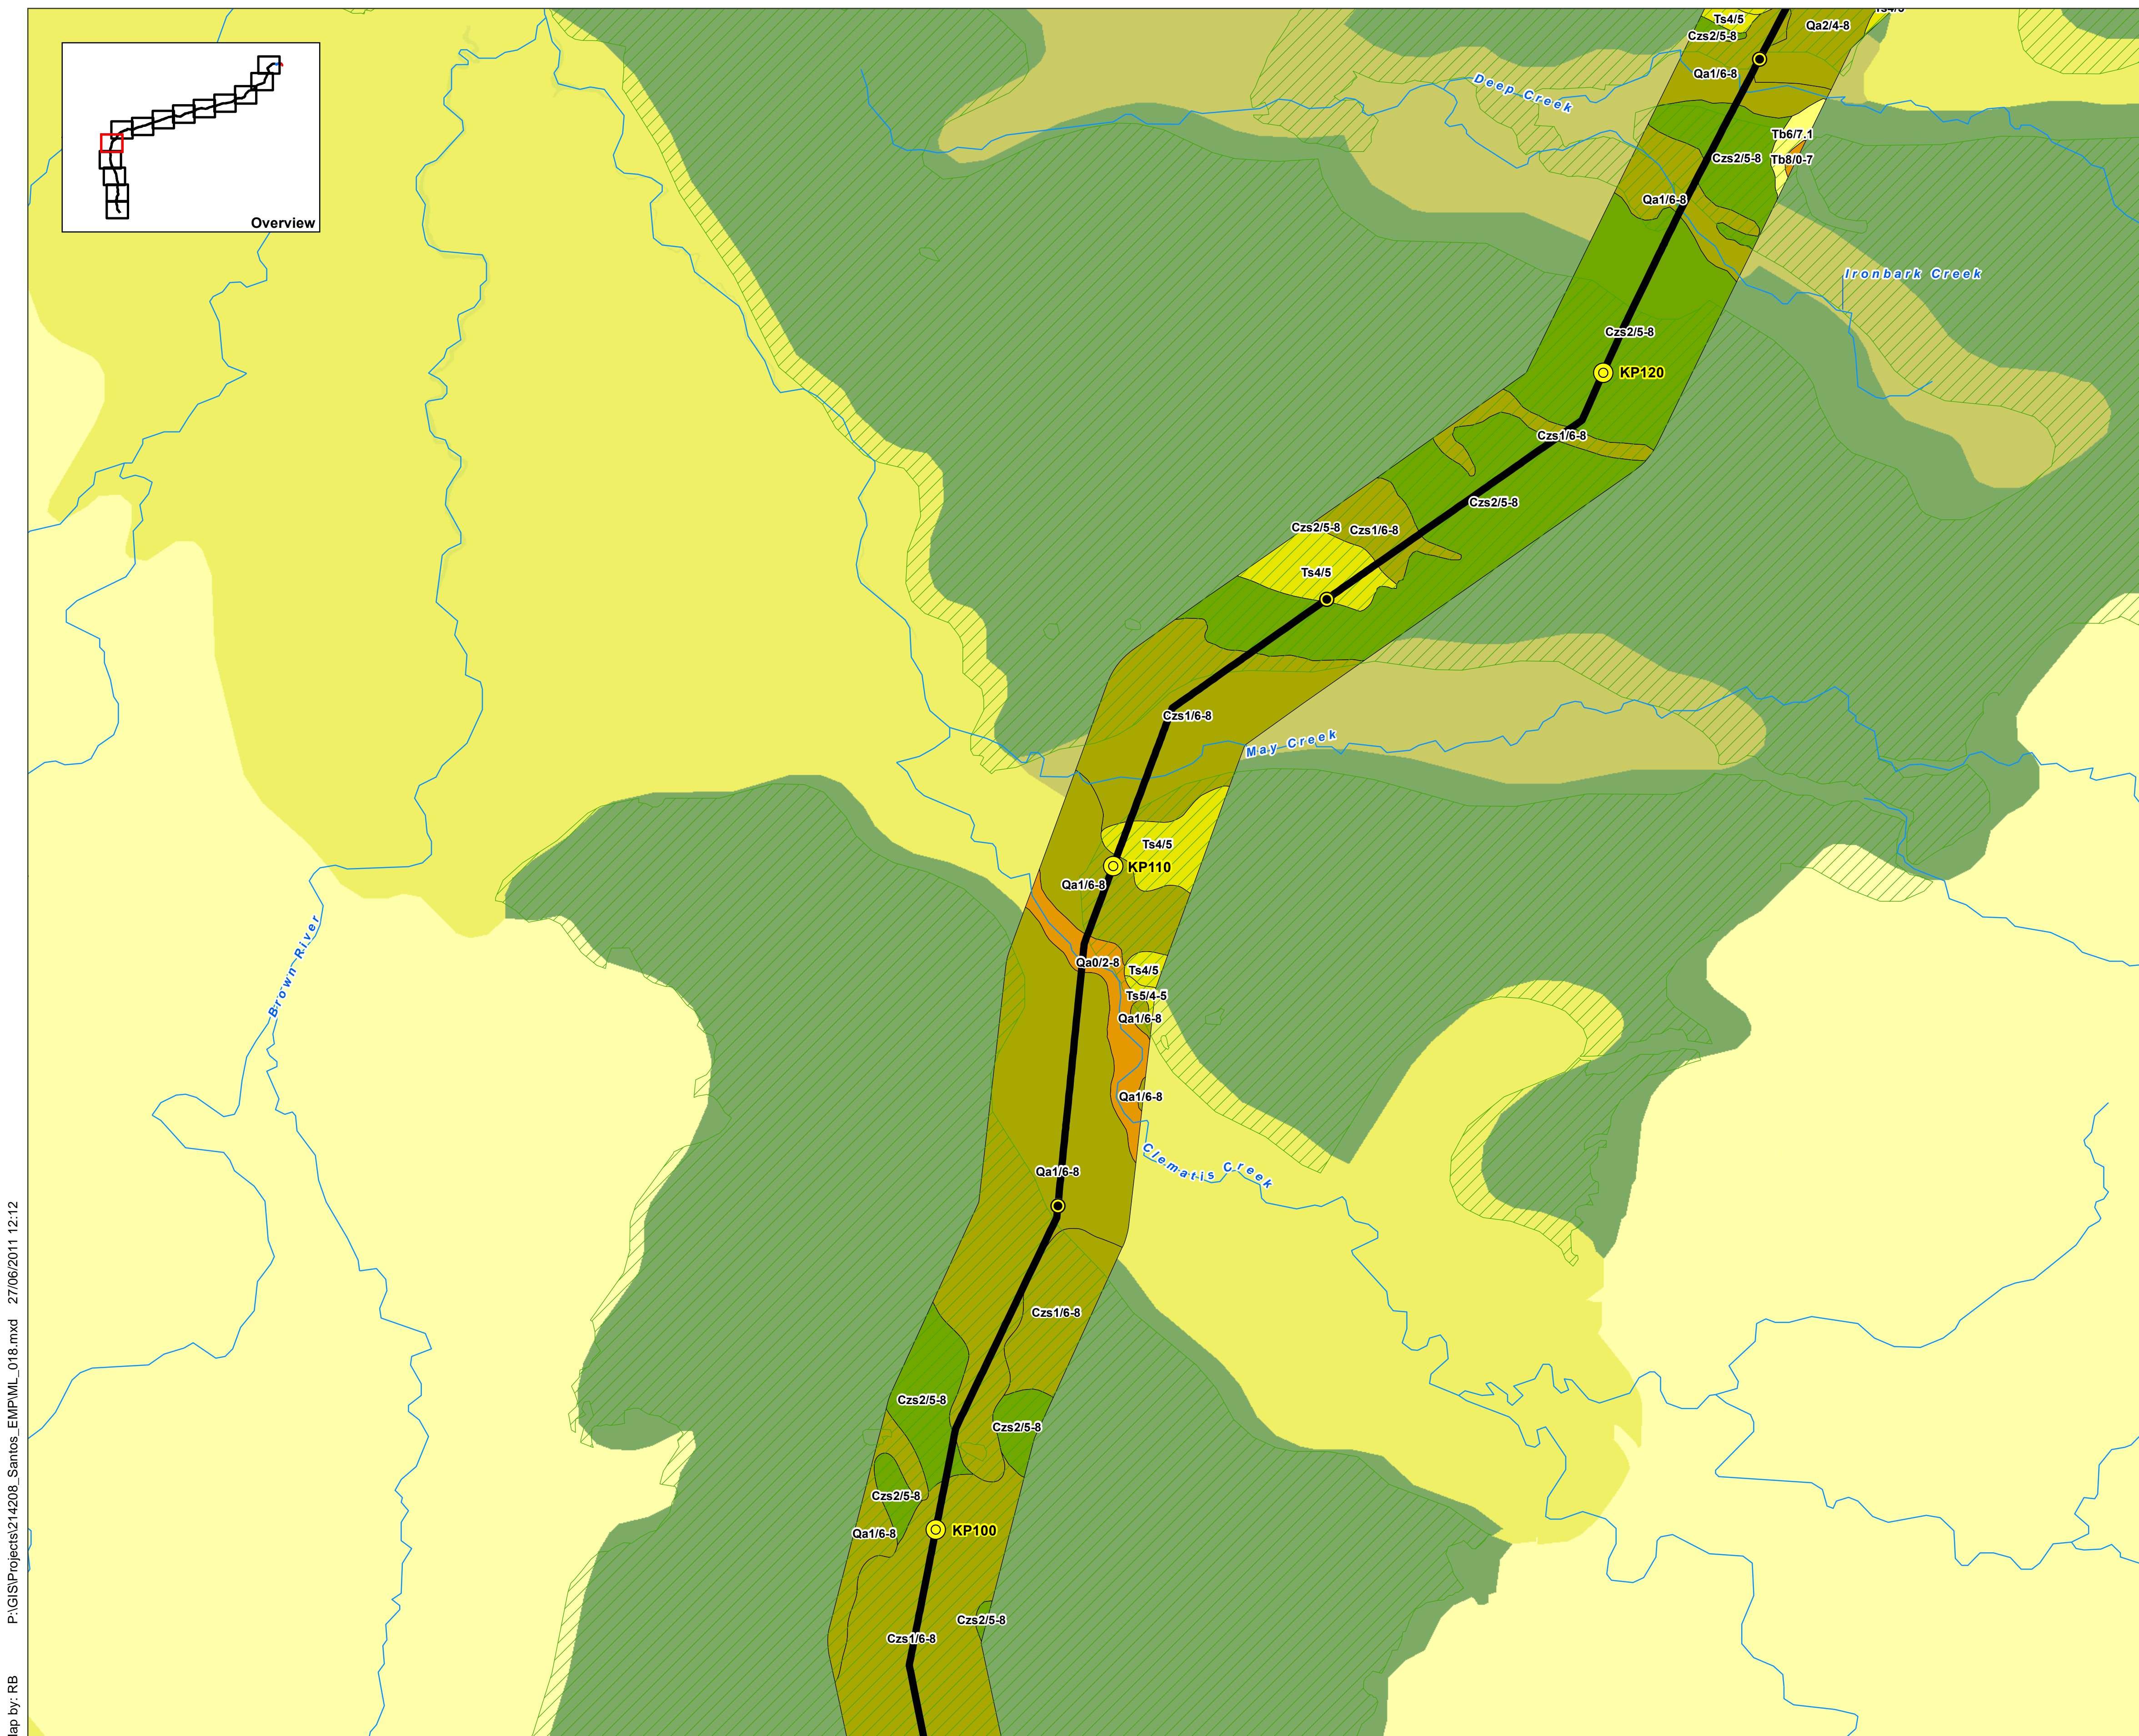 Ts4/5
Qa2/4-8
Czs2/5-8
Qa1/6-8
Deep Creek
Tb6/7.1
Czs2/5-8
Tb8/0-7
Qa1/6-8
Overview
Ironbark Creek
Czs2/5-8
KP120
Czs1/6-8
Czs2/5-8
Czs2/5-8
Czs1/6-8
Ts4/5
Czs1/6-8
May Creek
Ts4/5
KP110
Qa1/6-8
Brown River
Qa0/2-8
Ts4/5
Ts5/4-5
Qa1/6-8
Qa1/6-8
Clematis Creek
Qa1/6-8
Czs1/6-8
Czs2/5-8
Czs2/5-8
Czs2/5-8
KP100
Qa1/6-8
Czs2/5-8
Czs1/6-8
by: RB P:\GIS\Projects\214208_Santos_EMP\ML_018.mxd 27/06/2011 12:12